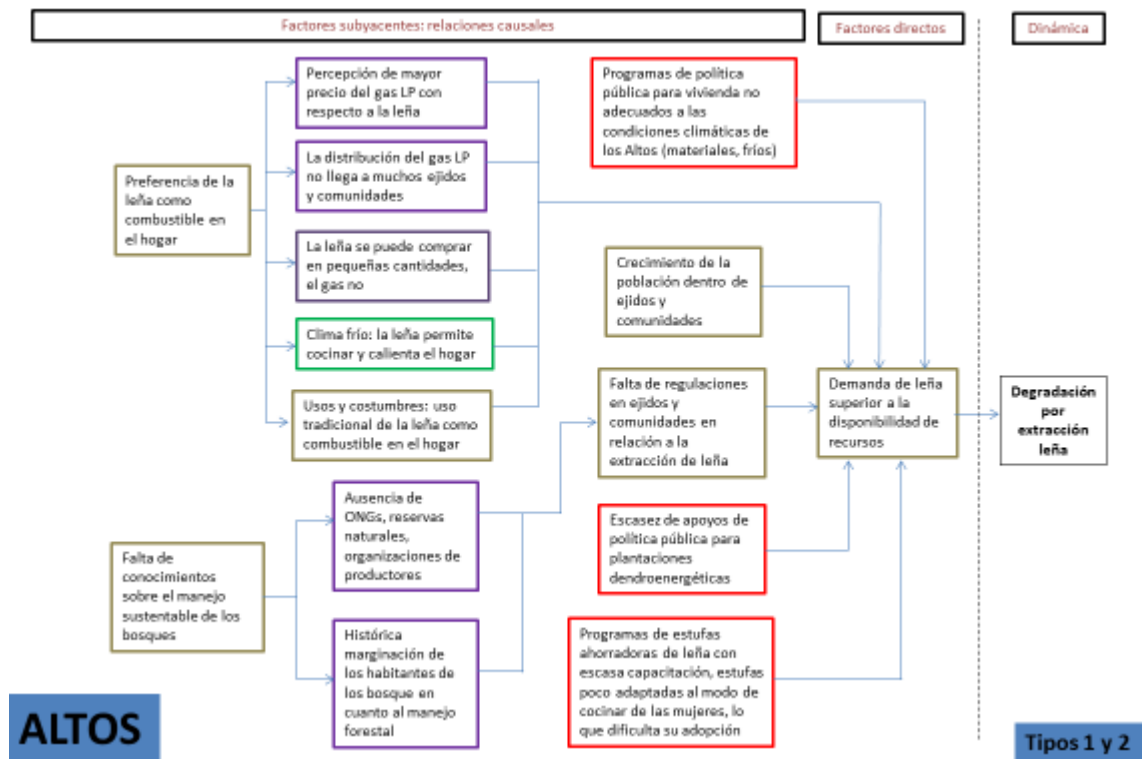 Factores subyacentes: relaciones causales
Factores directos
Dinámica
Preferencia de la
leña como
combustible en
el hogar
Percepción de mayor
precio del gas LP con
respecto a la leña
La distribución del gas LP
no llega a muchos ejidos
y comunidades
La leña se puede comprar
en pequeñas cantidades,
el gas no
Clima frío: la leña permite
cocinar y calienta el hogar
Usos y costumbres: uso
tradicional de la leña como
combustible en el hogar
Falta de
conocimientos
sobre el manejo
sustentable de los
bosques
Ausencia de
ONGs, reservas
naturales,
organizaciones de
productores
Histórica
marginación de
los habitantes de
los bosque en
cuanto al manejo
forestal
Programas de política
pública para vivienda no
adecuados a las
condiciones climáticas de
los Altos (materiales, fríos)
Crecimiento de la
población dentro de
ejidos y
comunidades
Falta de regulaciones
en ejidos y
comunidades en
relación a la
extracción de leña
Escasez de apoyos de
política pública para
plantaciones
dendroenergéticas
Programas de estufas
ahorradoras de leña con
escasa capacitación, estufas
poco adaptadas al modo de
cocinar de las mujeres, lo
que dificulta su adopción
Demanda de leña
superior a la
disponibilidad de
recursos
Degradación
por
extracción
leña
ALTOS
Tipos 1 y 2